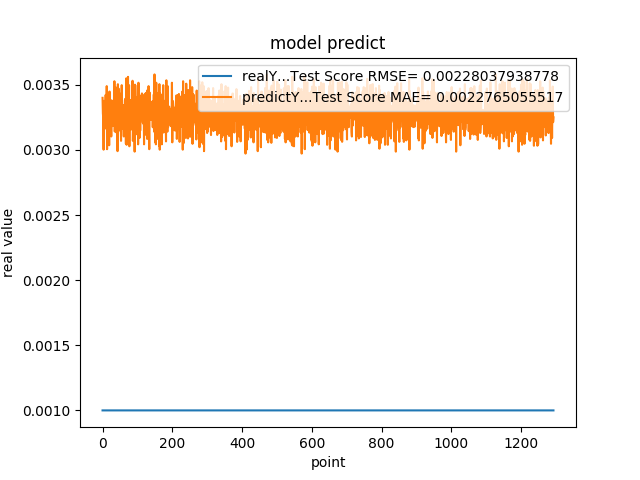 model predict
realY...Test Score RMSE= 0.00228037938778
predictY...Test Score MAE= 0.0022765055517
0.0035
0.0030
0.0025
0.0020
0.0015
0.0010
real value
0 200 400 600 800 1000 1200
point